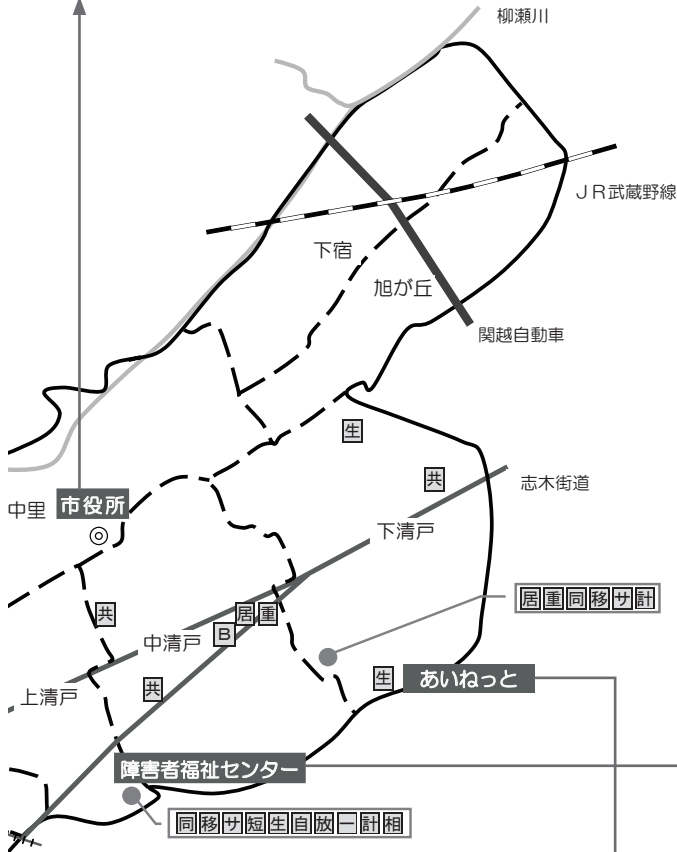 柳瀬川
JR武蔵野線
下宿
旭が丘
関越自動車
生
共
志木街道
中里
市役所
下清戸
居重同移サ計
共
居重
B
中清戸
上清戸
共
生
あいねっと
障害者福祉センター
同移サ短生自放一計相